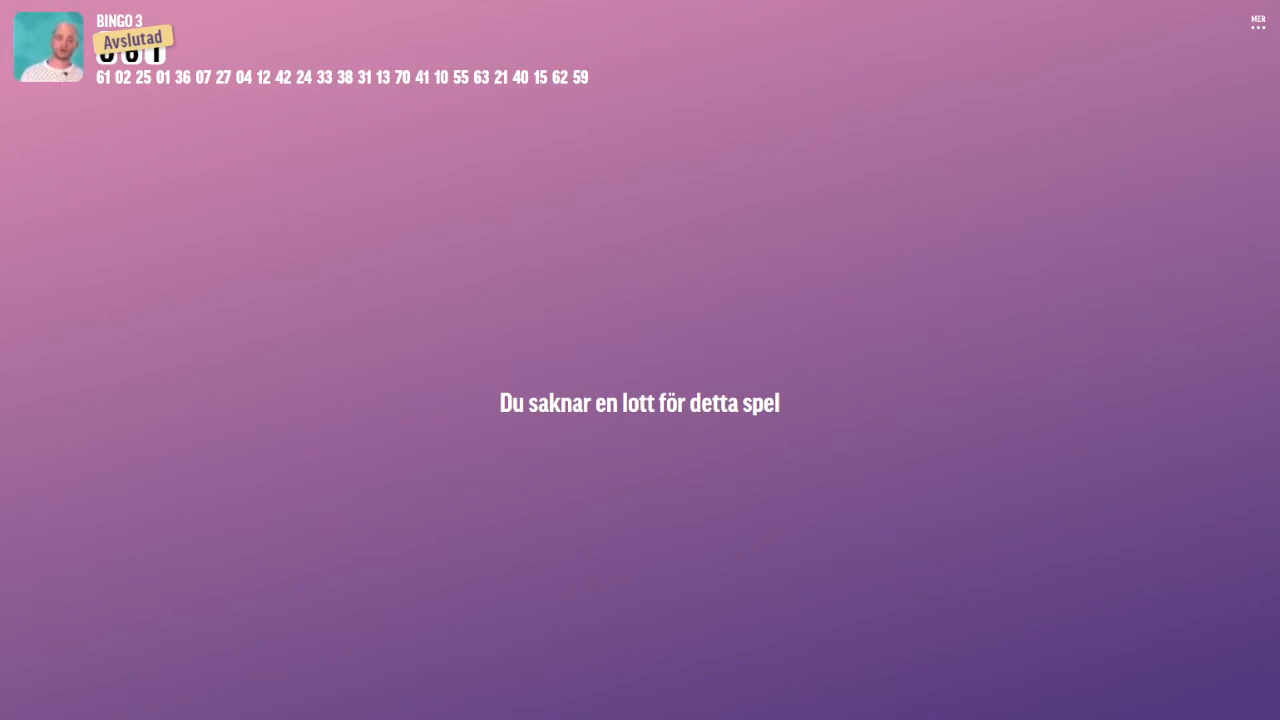 BINGO 3
MER
Avslutad
61 02 25 01 36 07 27 04 12 42 24 33 38 31 13 70 41 10 55 63 21 40 15 62 59
Du saknar en lott för detta spel